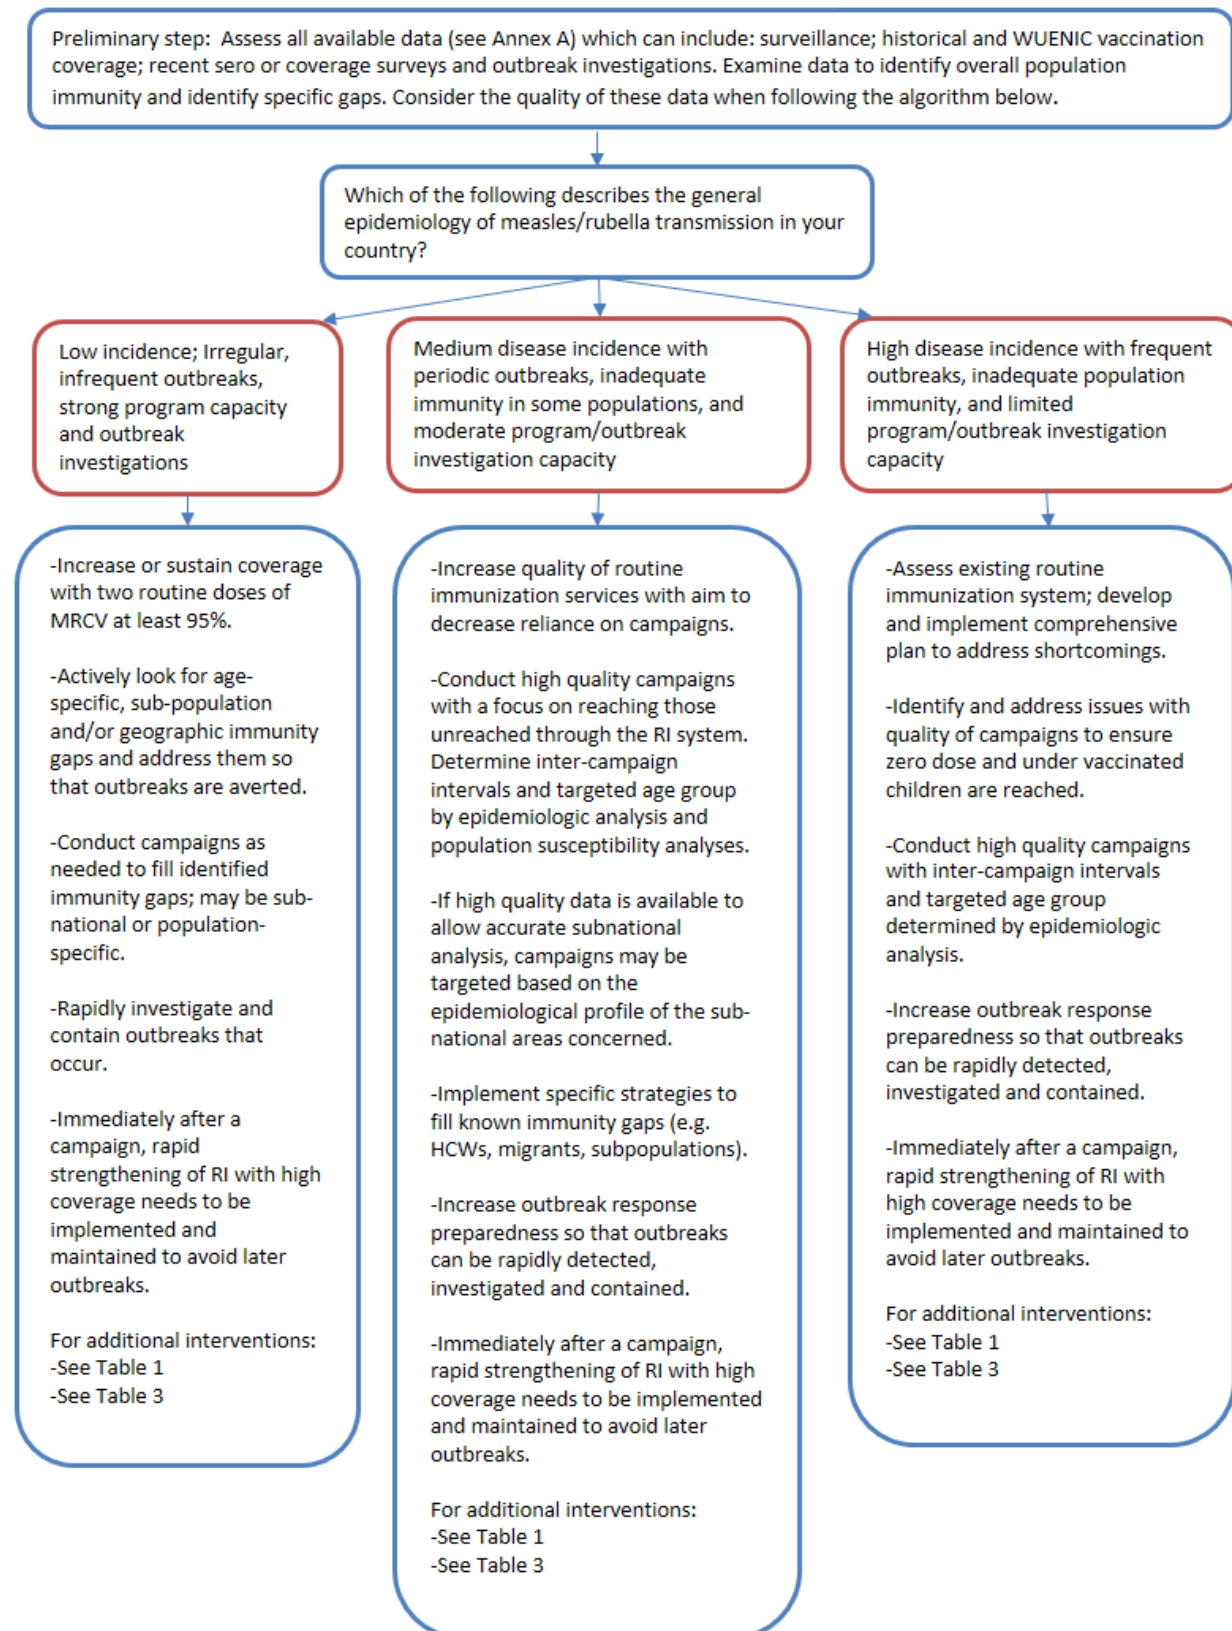 Preliminary step:  Assess all available data (see Annex A) which can include: surveillance; historical and WUENIC vaccination
coverage; recent sero or coverage surveys and outbreak investigations. Examine data to identify overall population
immunity and identify specific gaps. Consider the quality of these data when following the algorithm below.
Which of the following describes the general
epidemiology of measles/rubella transmission in your
country?
Low incidence; Irregular,
infrequent outbreaks,
strong program capacity
and outbreak
investigations
Medium disease incidence with
periodic outbreaks, inadequate
immunity in some populations, and
moderate program/outbreak
investigation capacity
High disease incidence with frequent
outbreaks, inadequate population
immunity, and limited
program/outbreak investigation
capacity
-Increase or sustain coverage
with two routine doses of
MRCV at least 95%.
-Actively look for age-
specific, sub-population
and/or geographic immunity
gaps and address them so
that outbreaks are averted.
-Conduct campaigns as
needed to fill identified
immunity gaps; may be sub-
national or population-
specific.
-Rapidly investigate and
contain outbreaks that
occur.
-Immediately after a
campaign, rapid
strengthening of RI with high
coverage needs to be
implemented and
maintained to avoid later
outbreaks.
For additional interventions:
-See Table 1
-See Table 3
-Increase quality of routine
immunization services with aim to
decrease reliance on campaigns.
-Conduct high quality campaigns
with a focus on reaching those
unreached through the RI system.
Determine inter-campaign
intervals and targeted age group
by epidemiologic analysis and
population susceptibility analyses.
-If high quality data is available to
allow accurate subnational
analysis, campaigns may be
targeted based on the
epidemiological profile of the sub-
national areas concerned.
-Implement specific strategies to
fill known immunity gaps (e.g.
HCWs, migrants, subpopulations).
-Increase outbreak response
preparedness so that outbreaks
can be rapidly detected,
investigated and contained.
-Immediately after a campaign,
rapid strengthening of RI with high
coverage needs to be implemented
and maintained to avoid later
outbreaks.
For additional interventions:
-See Table 1
-See Table 3
-Assess existing routine
immunization system; develop
and implement comprehensive
plan to address shortcomings.
-Identify and address issues with
quality of campaigns to ensure
zero dose and under vaccinated
children are reached.
-Conduct high quality campaigns
with inter-campaign intervals
and targeted age group
determined by epidemiologic
analysis.
-Increase outbreak response
preparedness so that outbreaks
can be rapidly detected,
investigated and contained.
-Immediately after a campaign,
rapid strengthening of RI with
high coverage needs to be
implemented and maintained to
avoid later outbreaks.
For additional interventions:
-See Table 1
-See Table 3